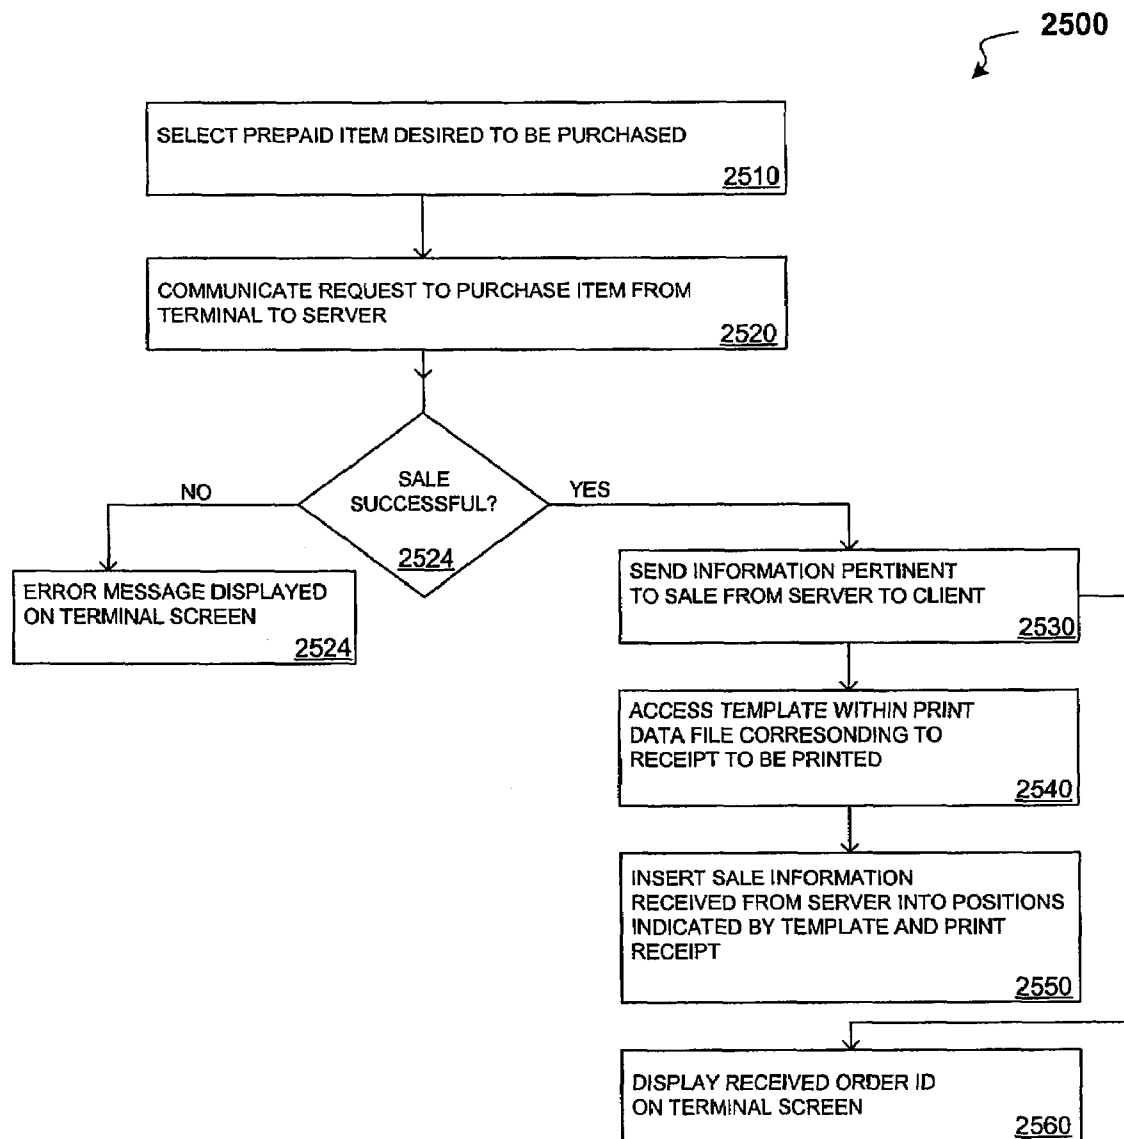 2500
SELECT PREPAID ITEM DESIRED TO BE PURCHASED
2510
COMMUNICATE REQUEST TO PURCHASE ITEM FROM
TERMINAL TO SERVER
2520
SALE
SUCCESSFUL?
2524
NO
YES
ERROR MESSAGE DISPLAYED
ON TERMINAL SCREEN
2524
SEND INFORMATION PERTINENT
TO SALE FROM SERVER TO CLIENT
2530
ACCESS TEMPLATE WITHIN PRINT
DATA FILE CORRESONDING TO
RECEIPT TO BE PRINTED
2540
INSERT SALE INFORMATION
RECEIVED FROM SERVER INTO POSITIONS
INDICATED BY TEMPLATE AND PRINT
RECEIPT
2550
DISPLAY RECEIVED ORDER ID
ON TERMINAL SCREEN
2560